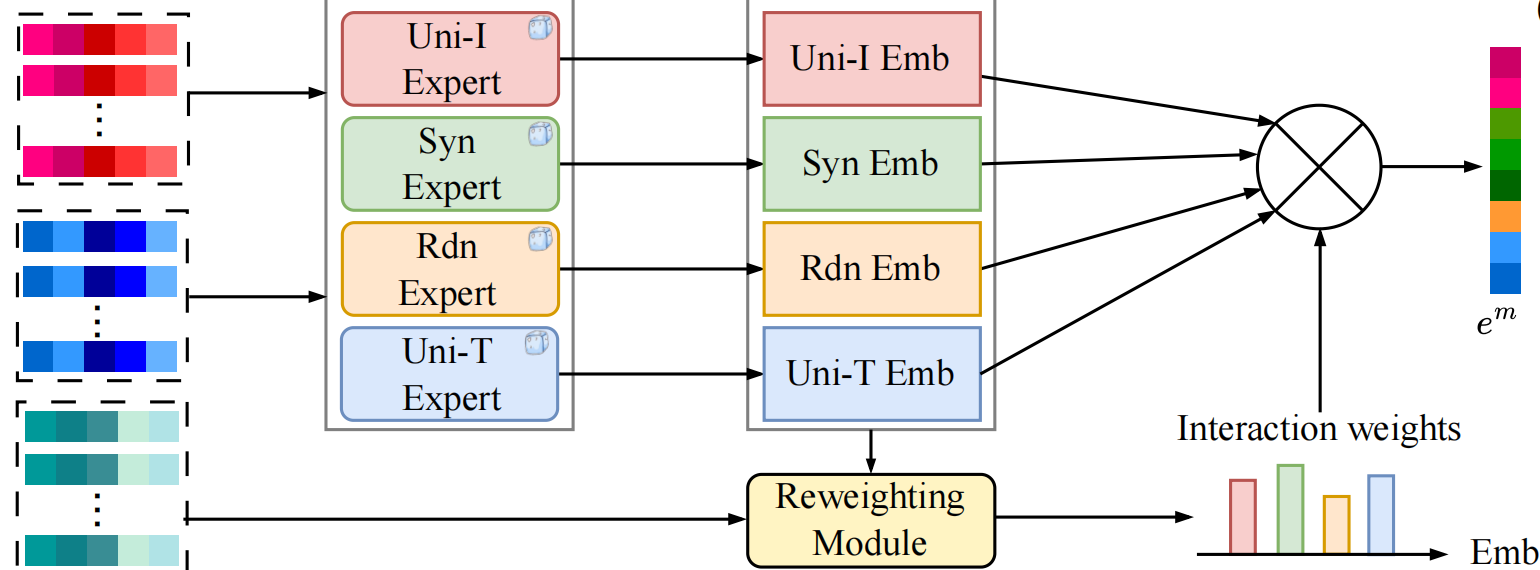 Uni-I
Expert
Uni-I Emb
Syn
Expert
Syn Emb
Rdn
Expert
Rdn Emb
Uni-T
Expert
Uni-T Emb
e^m
Interaction weights
Reweighting
Module
Emb